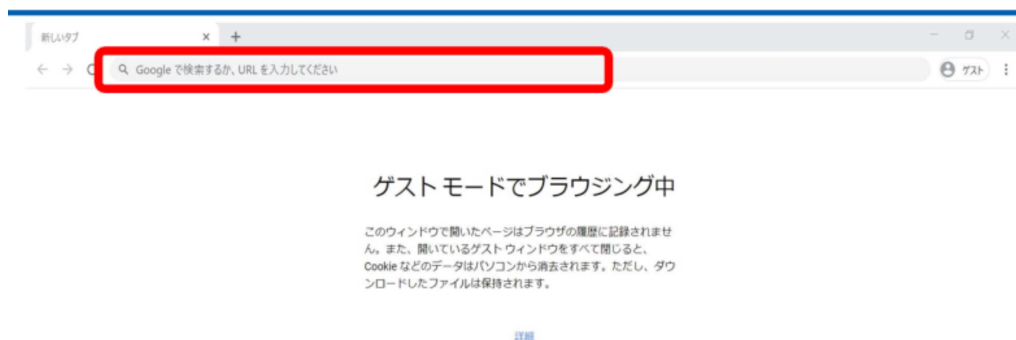 新しいタブ
Google で検索するか、URL を入力してください
ゲスト
ゲスト モードでブラウジング中
このウィンドウで開いたページはブラウザの履歴に記録されませ
ん。また、開いているゲスト ウィンドウをすべて閉じると、
Cookie などのデータはパソコンから消去されます。ただし、ダウ
ンロードしたファイルは保持されます。
詳細